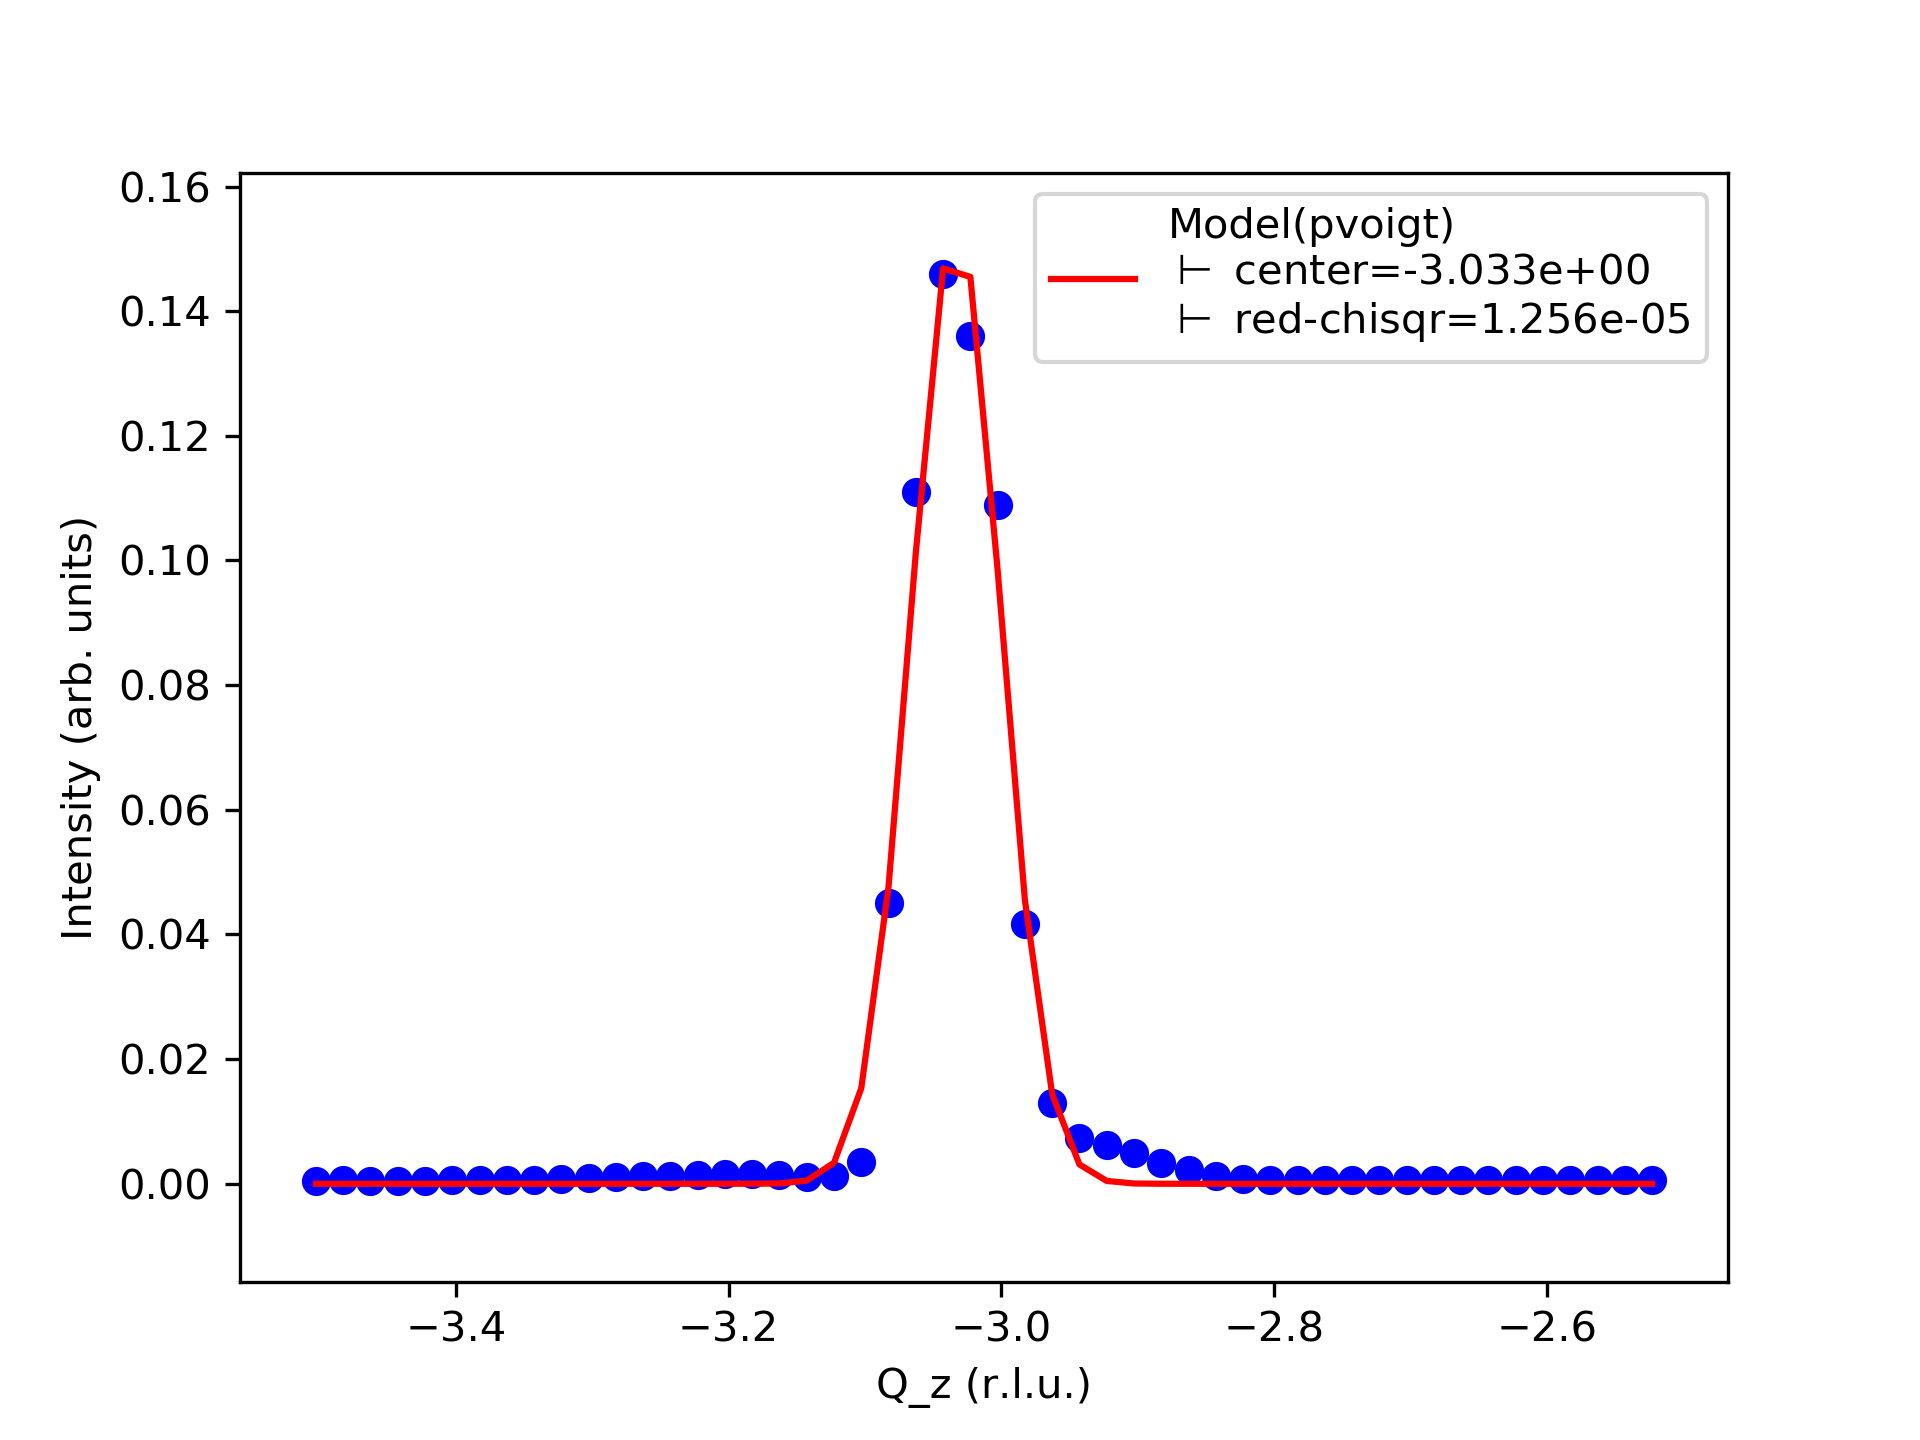 Model(pvoigt)
⊢ center=-3.033e+00
⊢ red-chisqr=1.256e-05
0.16
0.14
0.12
0.10
0.08
0.06
0.04
0.02
0.00
Intensity (arb. units)
−3.4 −3.2 −3.0 −2.8 −2.6
Q_z (r.l.u.)